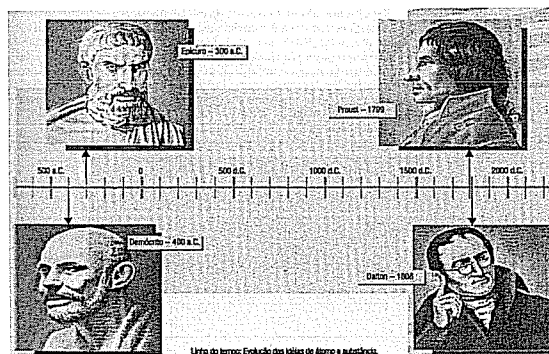 Epicuro – 300 a.C.
Proust – 1799
500 a.C.
0
500 d.C.
1000 d.C.
1500 d.C.
2000 d.C.
Demócrito – 400 a.C.
Dalton – 1808
Linha do tempo: Evolução das idéias de átomo e substância.